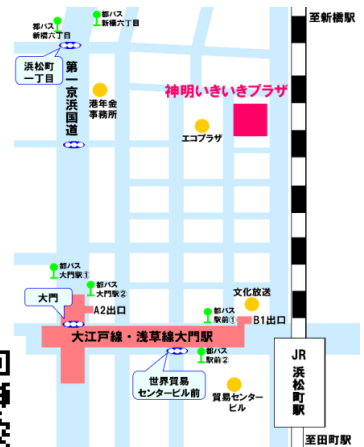 都バス
新橋六丁目
至新橋駅
都バス
新橋六丁目
浜松町
一丁目
第一京浜国道
港年金
事務所
神明いきいきプラザ
エコプラザ
都バス
大門駅①
都バス
大門駅②
大門
A2出口
文化放送
都バス
駅前①
B1出口
大江戸線・浅草線大門駅
都バス
駅前②
世界貿易
センタービル前
貿易センター
ビル
JR
浜松町駅
至田町駅